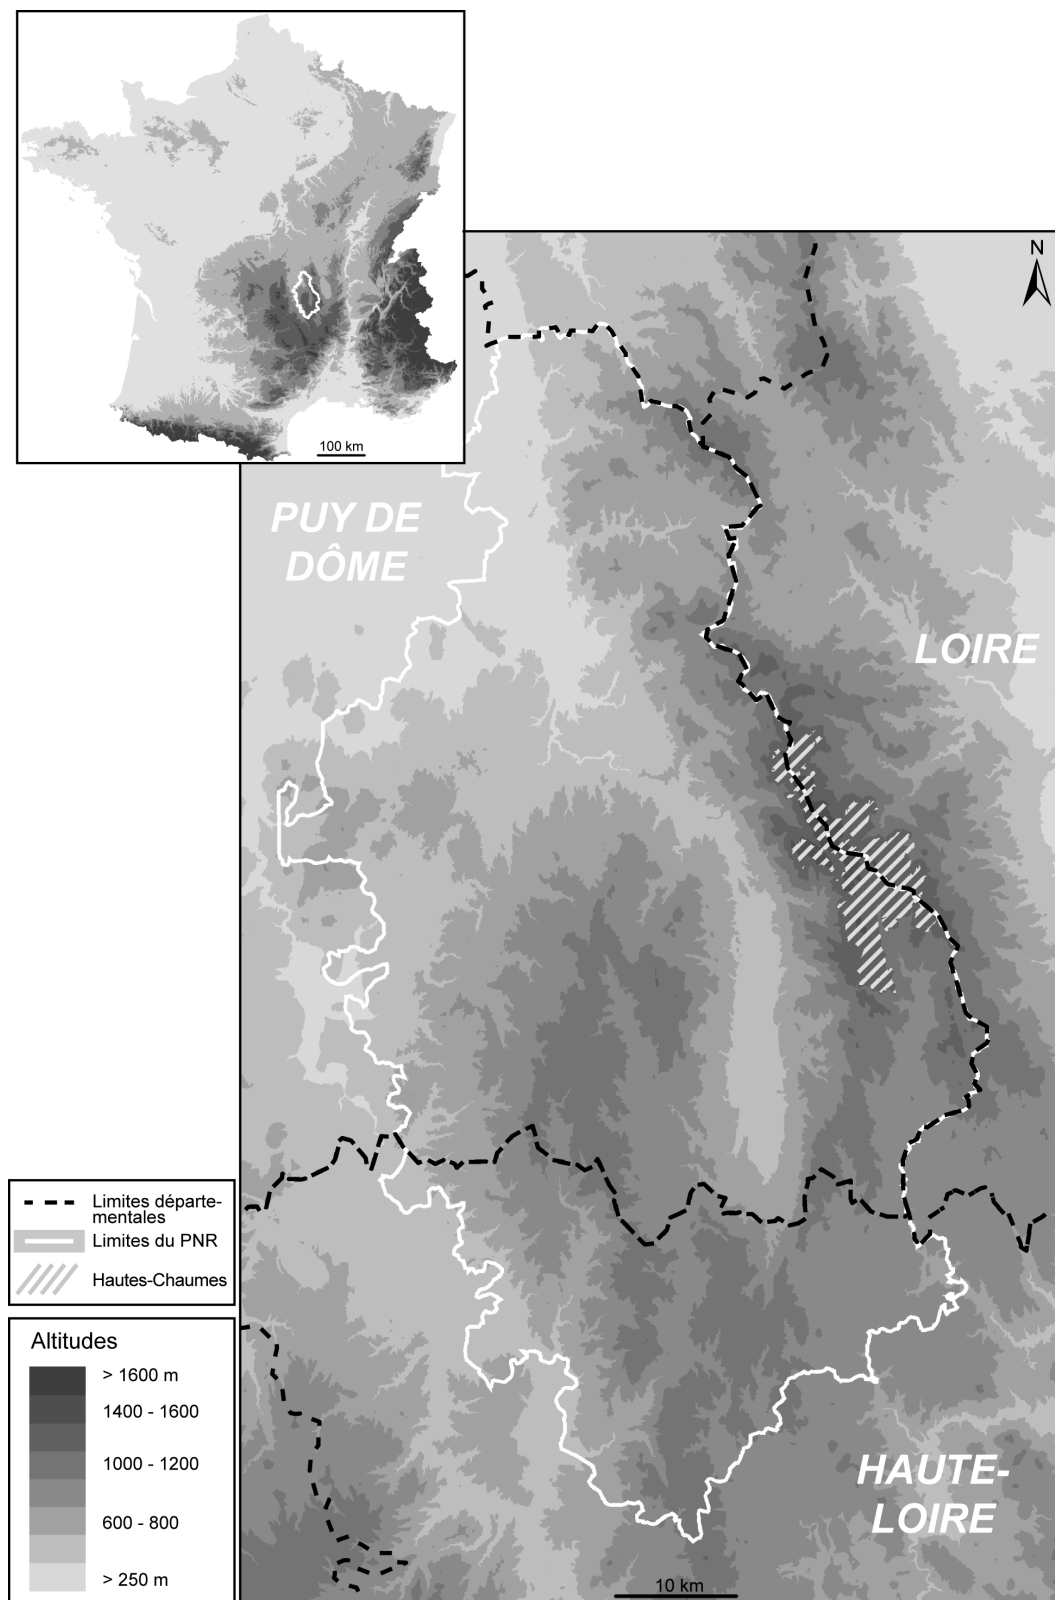 100 km
N
PUY DE
DÔME
LOIRE
Limites départe-
mentales
Limites du PNR
Hautes-Chaumes
Altitudes
> 1600 m
1400 - 1600
1000 - 1200
600 - 800
> 250 m
HAUTE-
LOIRE
10 km